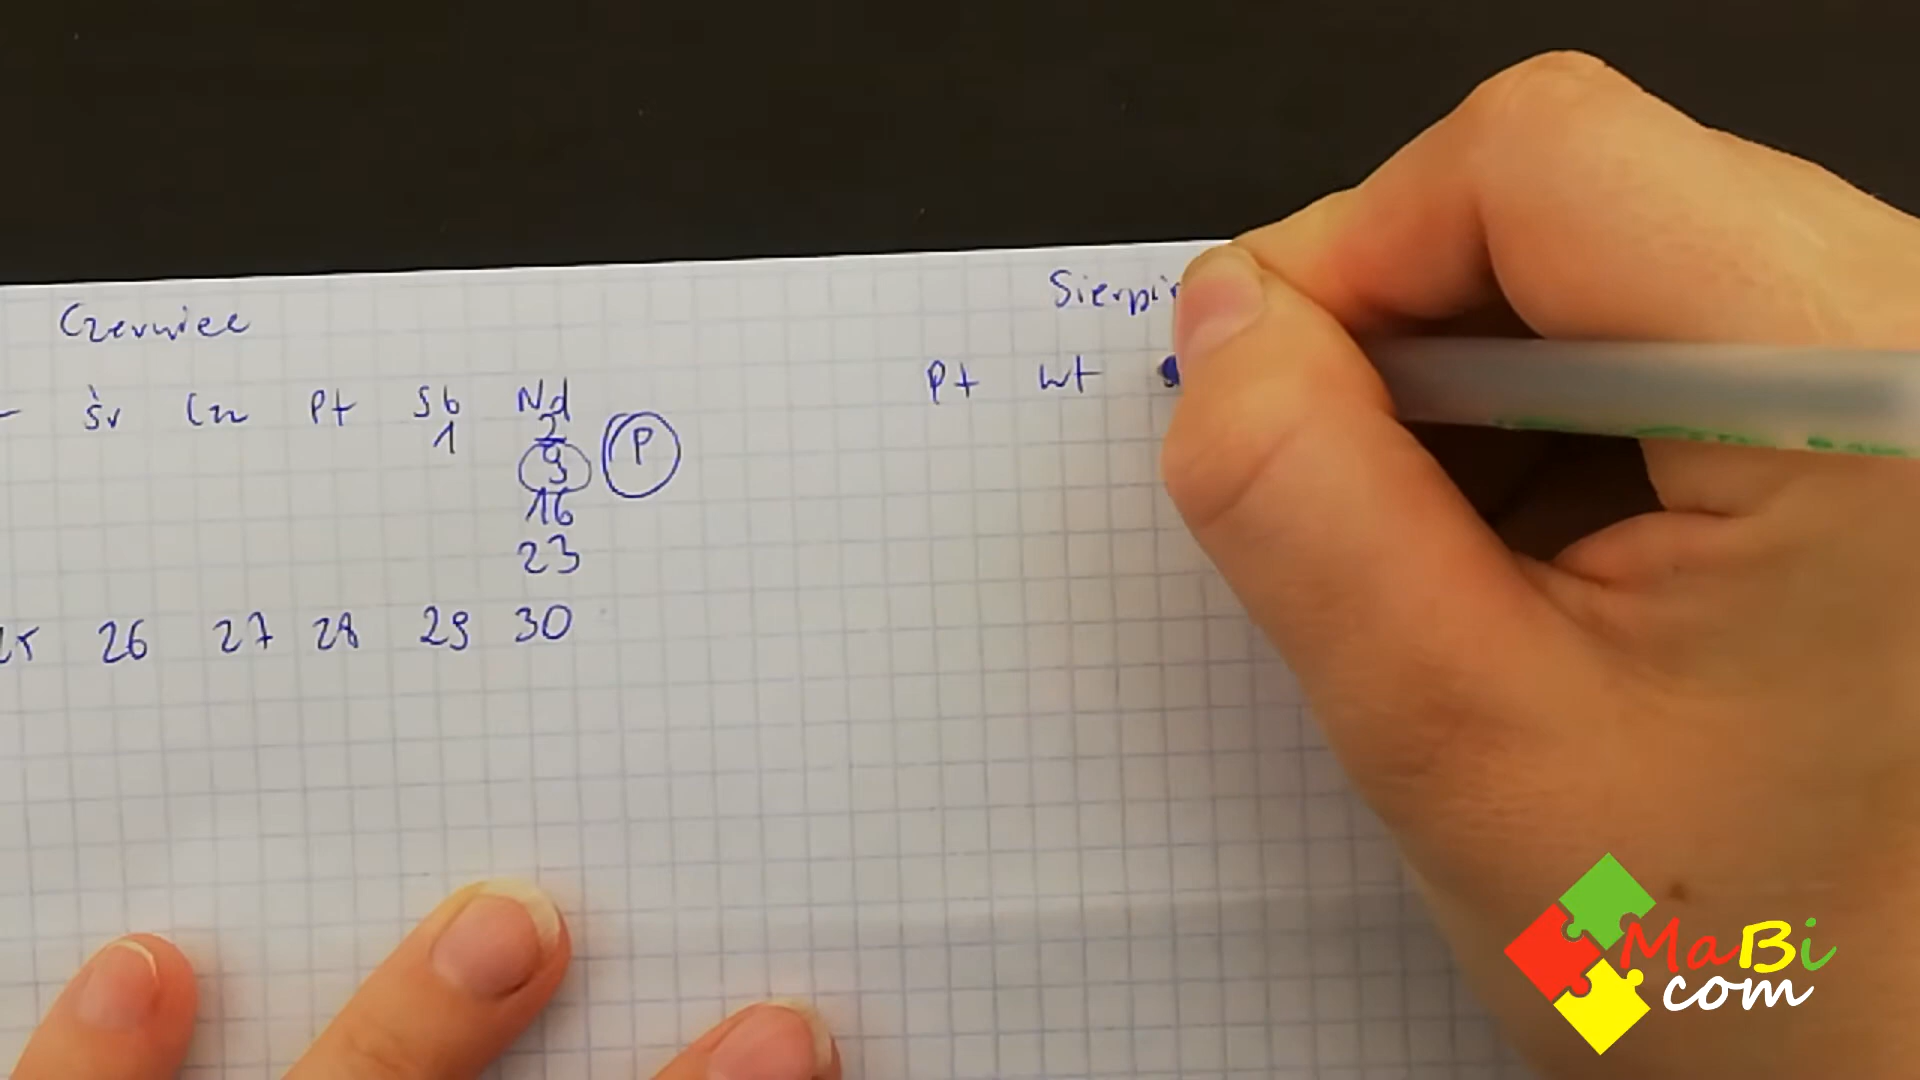 Czerwiec
śr Cz Pt Sb Nd
1 2
9 P
16
23
25 26 27 28 29 30
Sierpi
Pt wt
MaBi
com